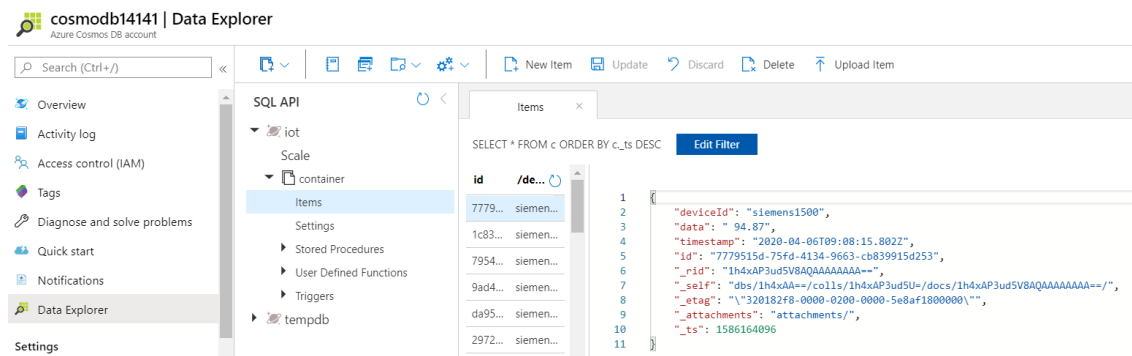 cosmodb14141 | Data Explorer
Azure Cosmos DB account
Search (Ctrl+/)
«
Overview
Activity log
Access control (IAM)
Tags
Diagnose and solve problems
Quick start
Notifications
Data Explorer
Settings
New Item
Update
Discard
Delete
Upload Item
SQL API
iot
Scale
container
Items
Settings
Stored Procedures
User Defined Functions
Triggers
tempdb
Items ×
SELECT * FROM c ORDER BY c._ts DESC
Edit Filter
id /de...
7779... siemen...
1c83... siemen...
7954... siemen...
9ad4... siemen...
da95... siemen...
2972... siemen...
1 {
2 "deviceId": "siemens1500",
3 "data": " 94.87",
4 "timestamp": "2020-04-06T09:08:15.802Z",
5 "id": "7779515d-75fd-4134-9663-cb839915d253",
6 "_rid": "1h4xAP3ud5V8AQAAAAAAAA==",
7 "_self": "dbs/1h4xAA==/colls/1h4xAP3ud5U=/docs/1h4xAP3ud5V8AQAAAAAAAA==/",
8 "_etag": "\"320182f8-0000-0200-0000-5e8af1800000\"",
9 "_attachments": "attachments/",
10 "_ts": 1586164096
11 }